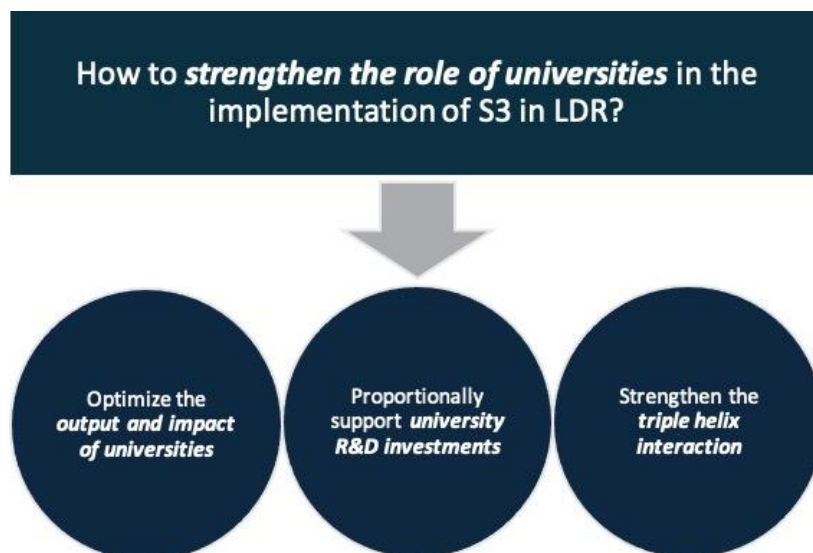 How to strengthen the role of universities in the
implementation of S3 in LDR?
Optimize the
output and impact
of universities
Proportionally
support university
R&D investments
Strengthen the
triple helix
interaction